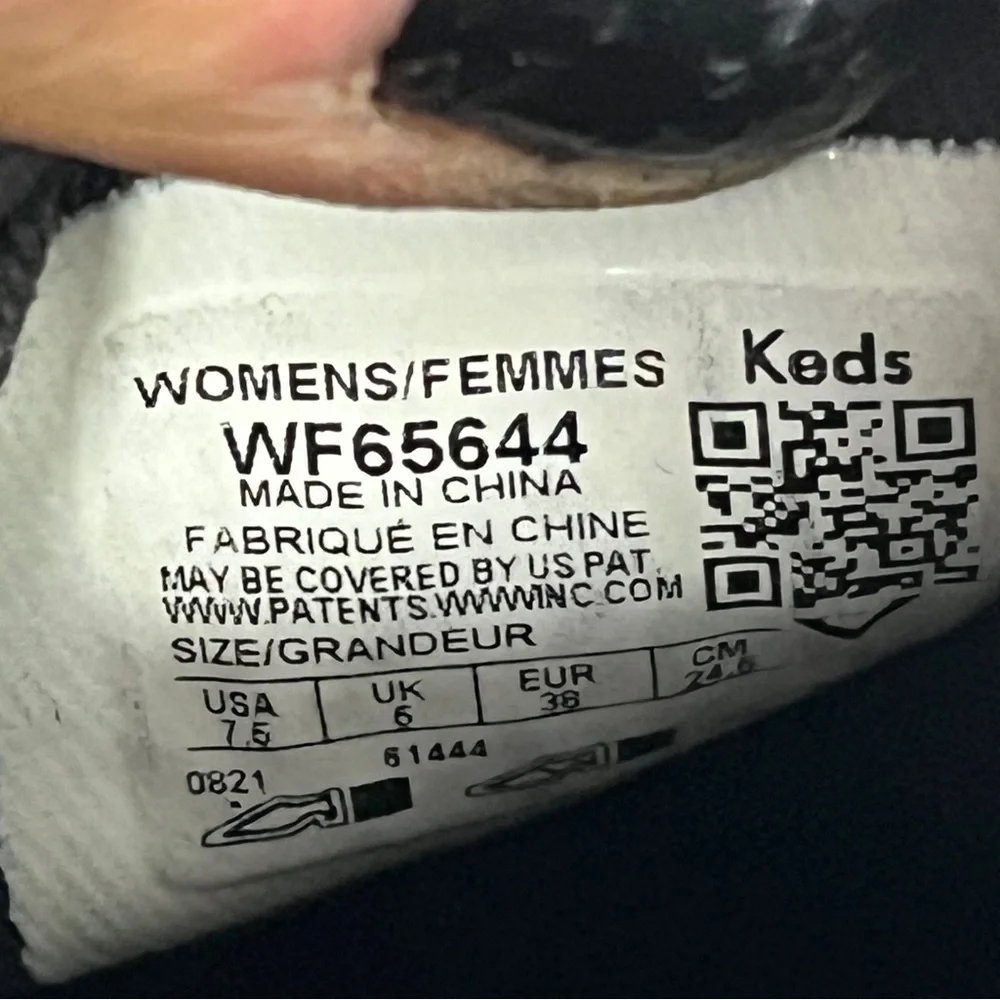 Keds
WOMENS/FEMMES
WF65644
MADE IN CHINA
FABRIQUÉ EN CHINE
MAY BE COVERED BY US PAT.
WWW.PATENTS.WWWINC.COM
SIZE/GRANDEUR
USA UK EUR CM
7.5 6 38 24.5
0821 61444